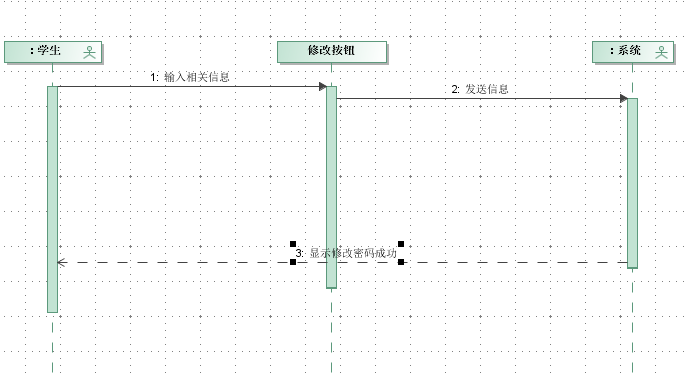 : 学生
修改按钮
: 系统
1: 输入相关信息
2: 发送信息
3: 显示修改密码成功